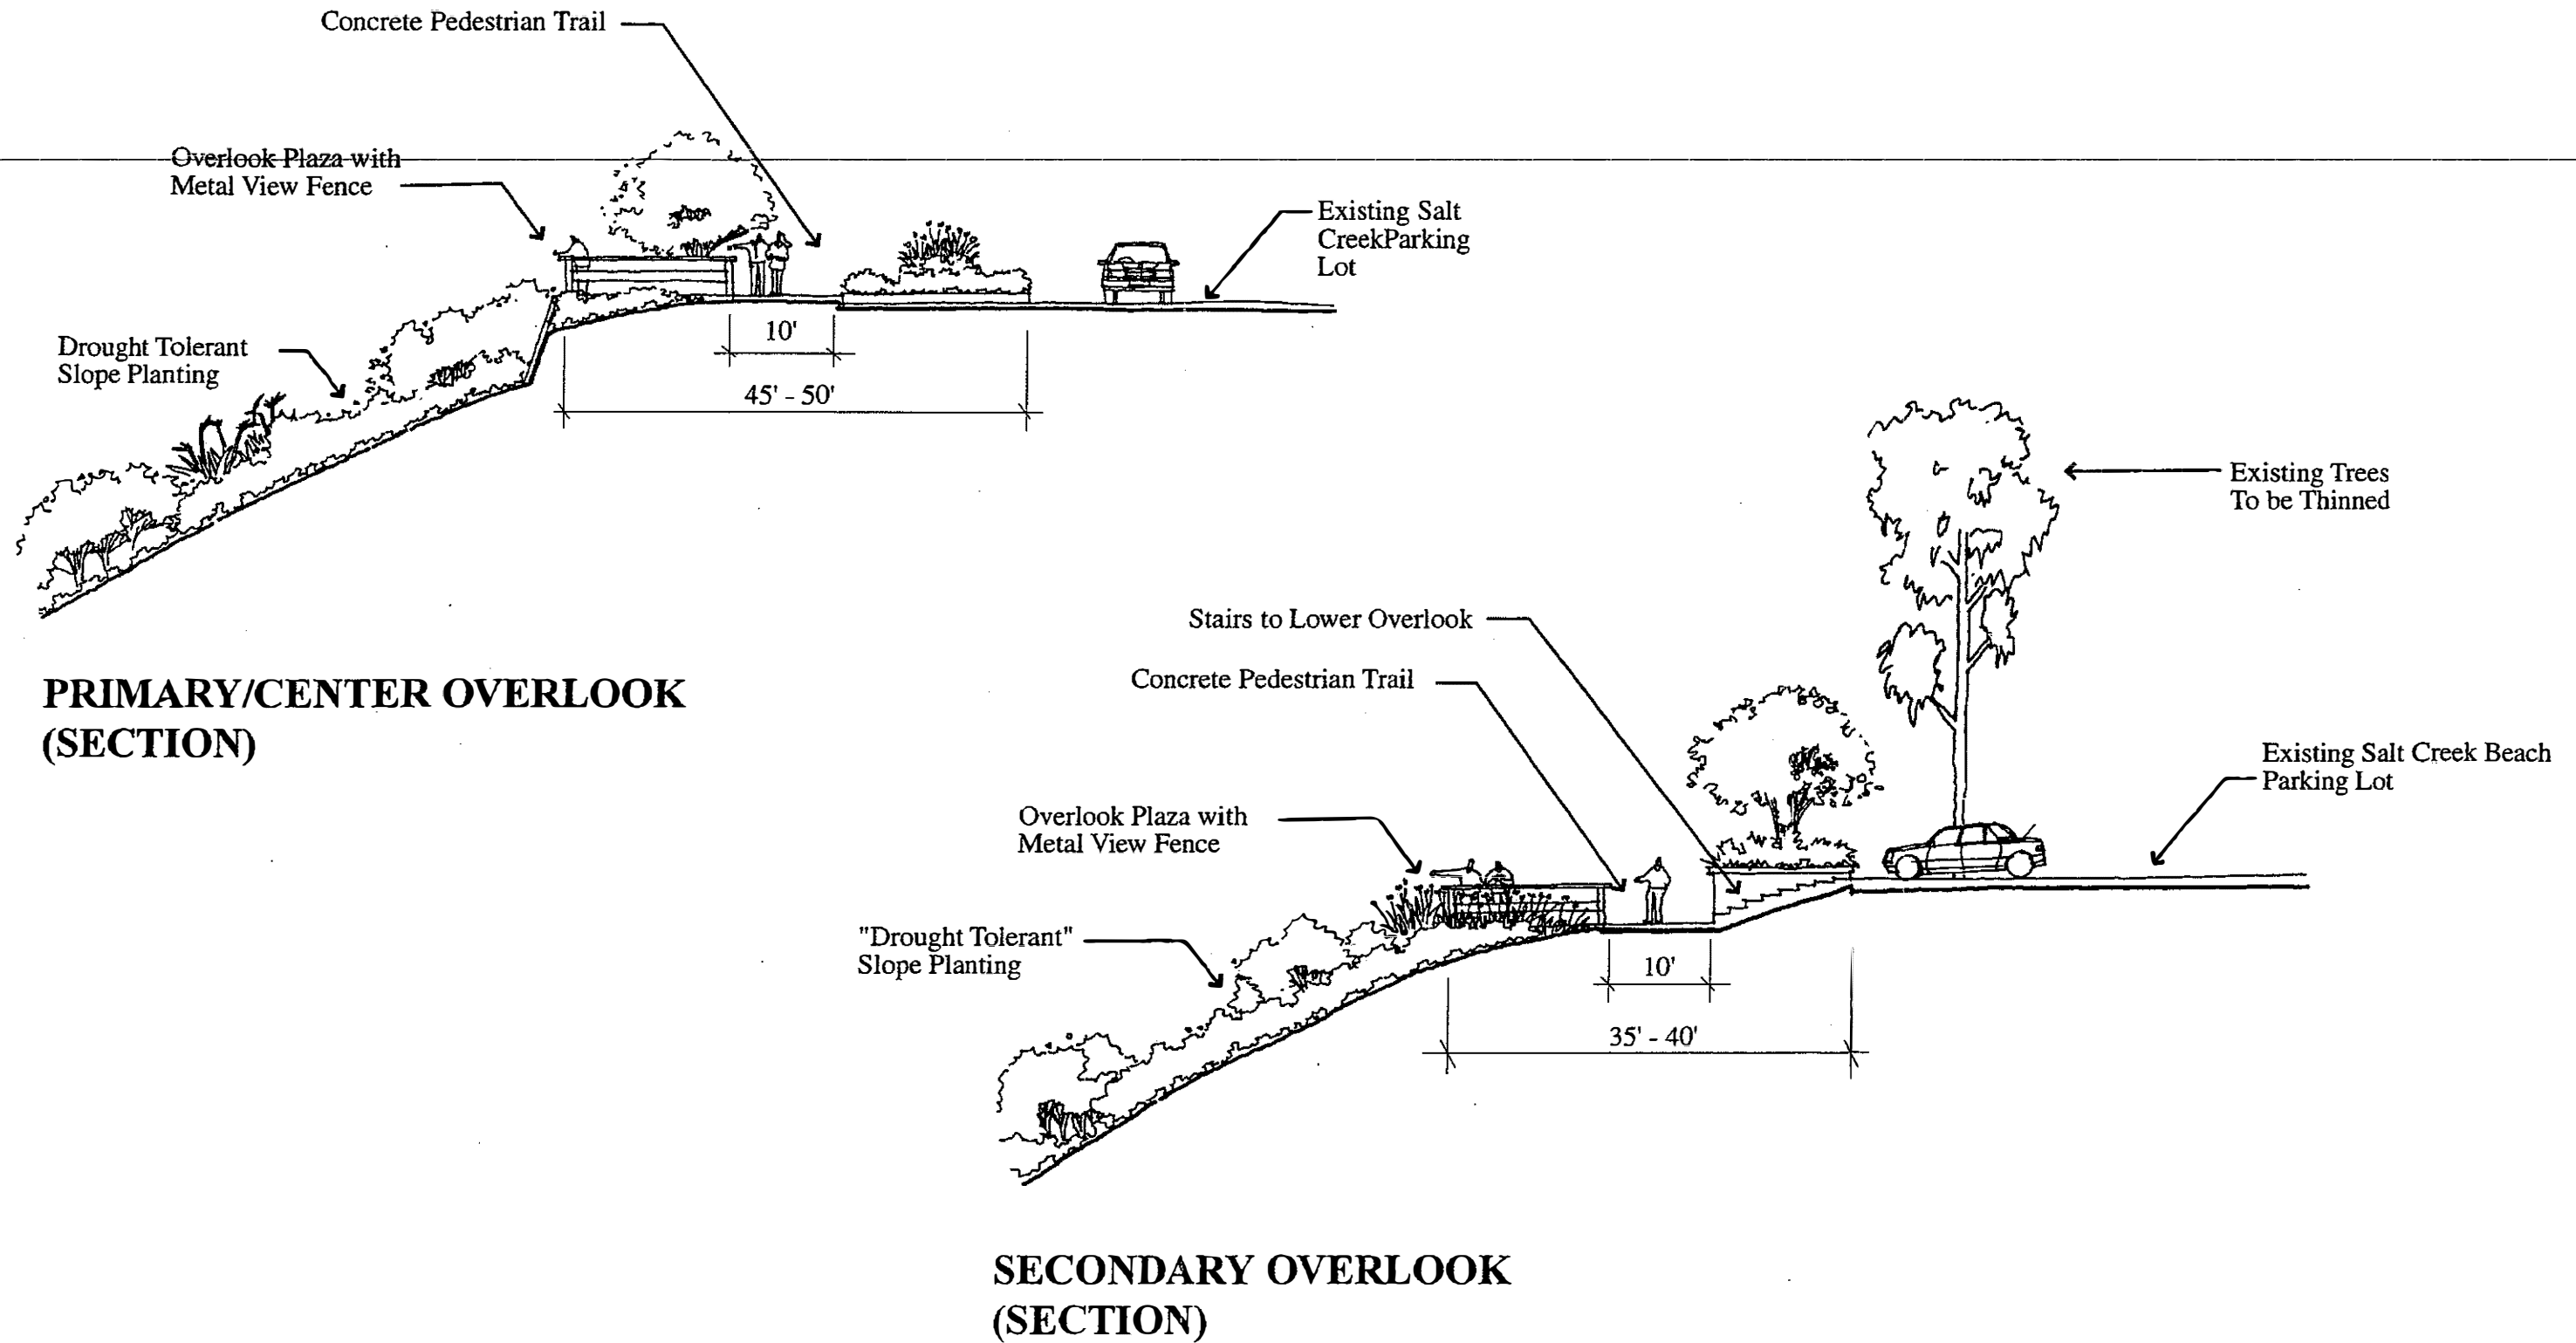 Concrete Pedestrian Trail
Overlook Plaza with
Metal View Fence
Existing Salt
CreekParking
Lot
10'
Drought Tolerant
Slope Planting
45' - 50'
PRIMARY/CENTER OVERLOOK
(SECTION)
Existing Trees
To be Thinned
Stairs to Lower Overlook
Concrete Pedestrian Trail
Existing Salt Creek Beach
Parking Lot
Overlook Plaza with
Metal View Fence
"Drought Tolerant"
Slope Planting
10'
35' - 40'
SECONDARY OVERLOOK
(SECTION)